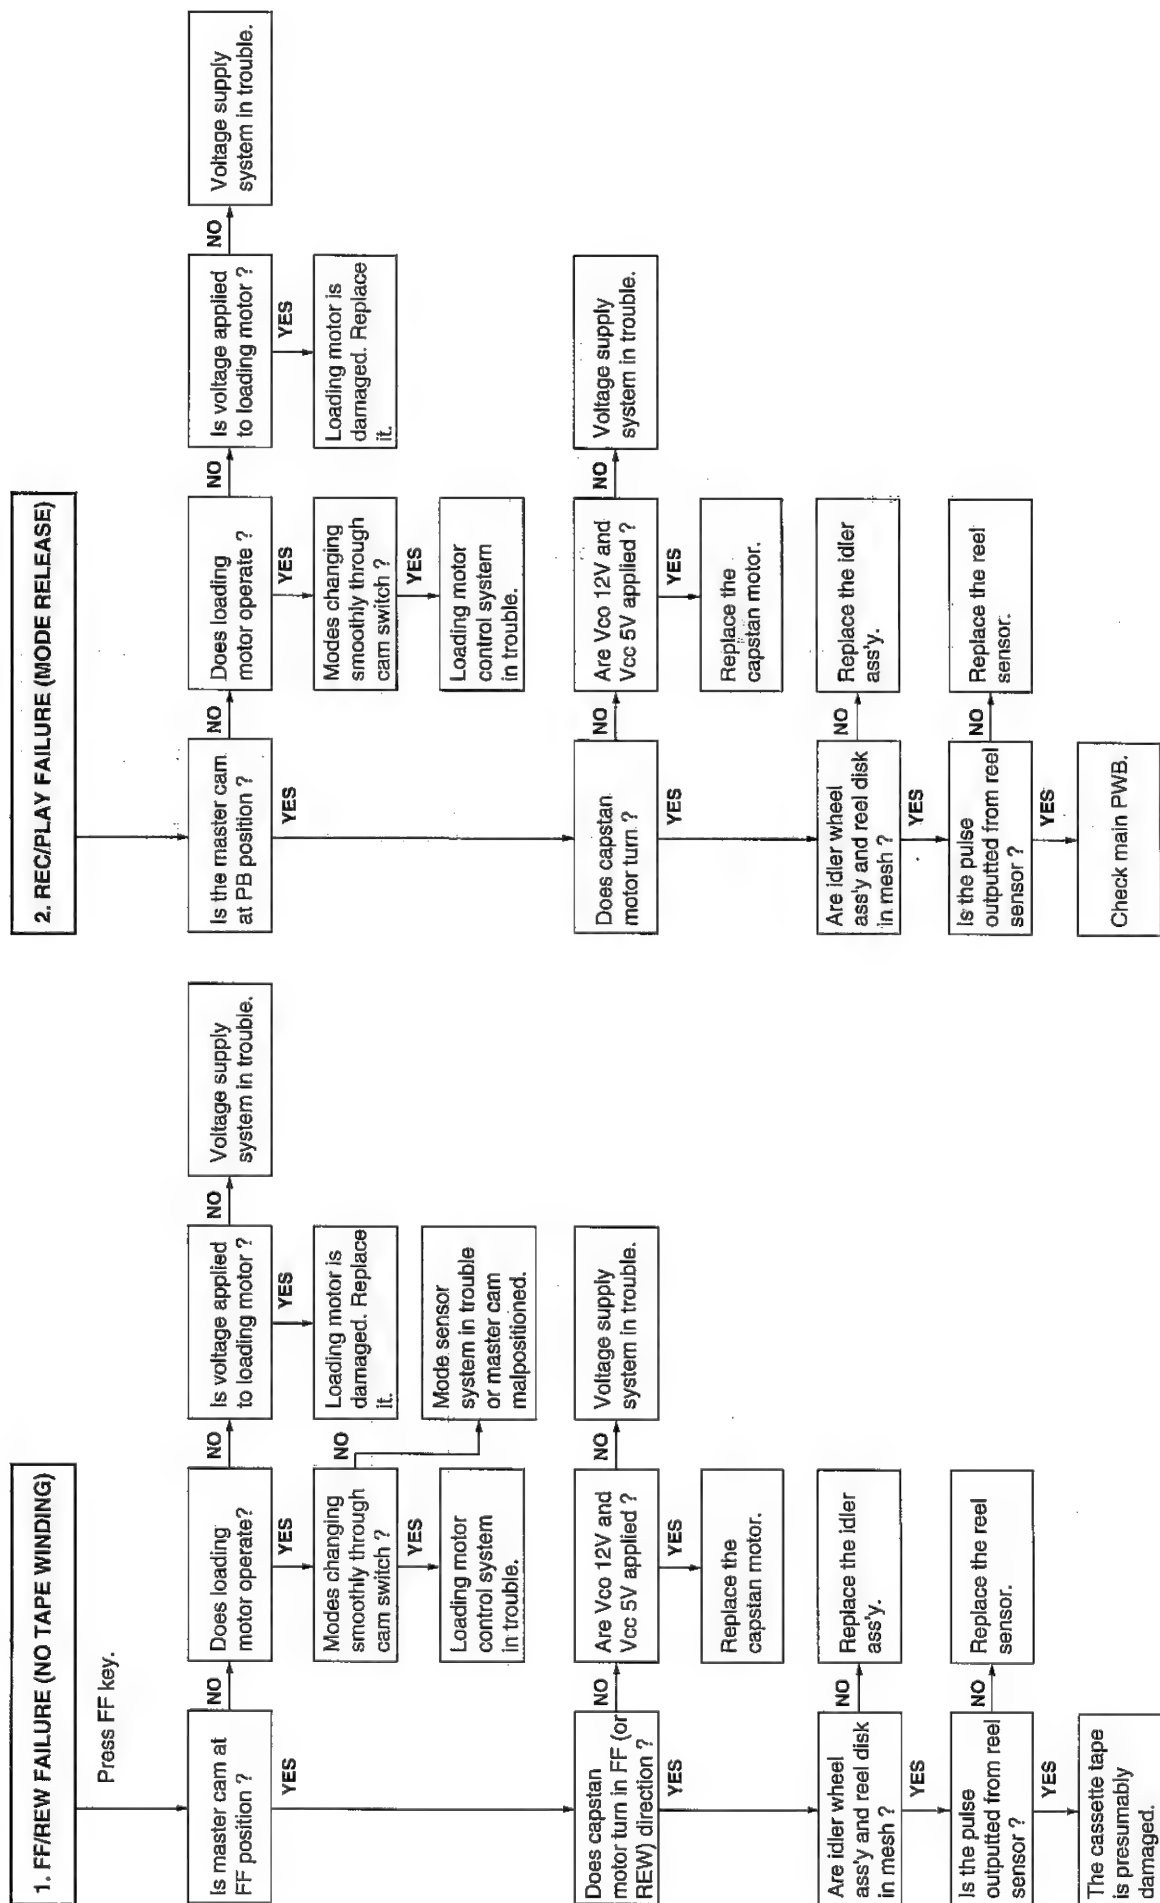 1. FF/REW FAILURE (NO TAPE WINDING)
Press FF key.
Is master cam at
FF position ?
NO
Does loading
motor operate?
NO
Is voltage applied
to loading motor ?
NO
Voltage supply
system in trouble.
YES
Loading motor is
damaged. Replace
it.
YES
Modes changing
smoothly through
cam switch ?
NO
Mode sensor
system in trouble
or master cam
malpositioned.
YES
Loading motor
control system
in trouble.
YES
Does capstan
motor turn in FF (or
REW) direction ?
NO
Are Vco 12V and
Vcc 5V applied ?
NO
Voltage supply
system in trouble.
YES
Replace the
capstan motor.
YES
Are idler wheel
ass'y and reel disk
in mesh ?
NO
Replace the idler
ass'y.
YES
Is the pulse
outputted from reel
sensor ?
NO
Replace the reel
sensor.
YES
The cassette tape
is presumably
damaged.
2. REC/PLAY FAILURE (MODE RELEASE)
Is the master cam
at PB position ?
NO
Does loading
motor operate ?
NO
Is voltage applied
to loading motor ?
NO
Voltage supply
system in trouble.
YES
Loading motor is
damaged. Replace
it.
YES
Modes changing
smoothly through
cam switch ?
YES
Loading motor
control system
in trouble.
YES
Does capstan
motor turn ?
NO
Are Vco 12V and
Vcc 5V applied ?
NO
Voltage supply
system in trouble.
YES
Replace the
capstan motor.
YES
Are idler wheel
ass'y and reel disk
in mesh ?
NO
Replace the idler
ass'y.
YES
Is the pulse
outputted from reel
sensor ?
NO
Replace the reel
sensor.
YES
Check main PWB.